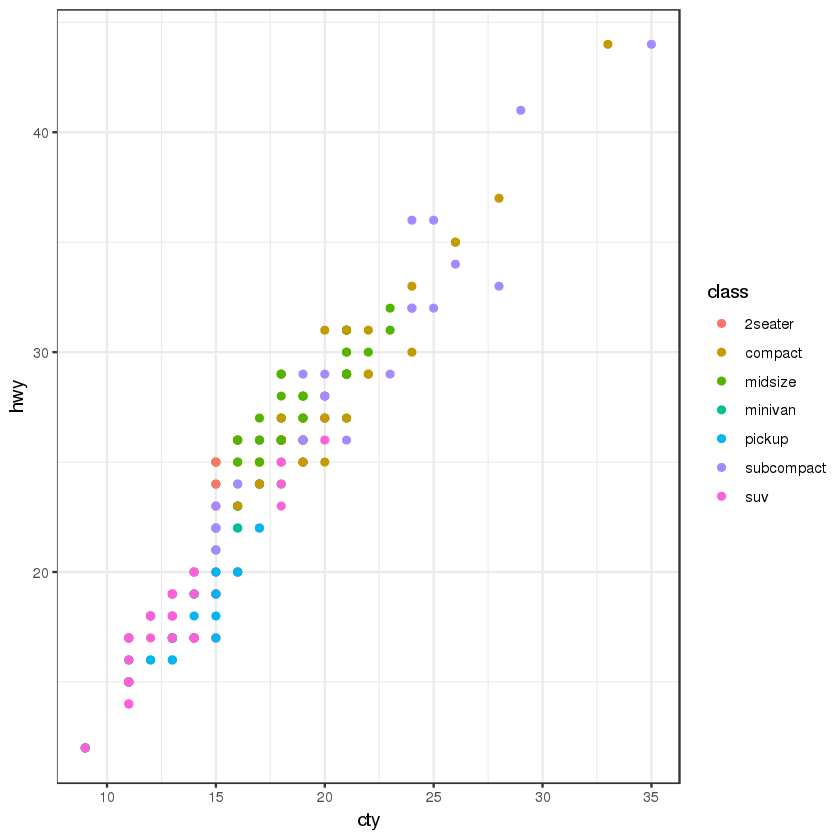 40
30
20
hwy
10 15 20 25 30 35
cty
class
2seater
compact
midsize
minivan
pickup
subcompact
suv